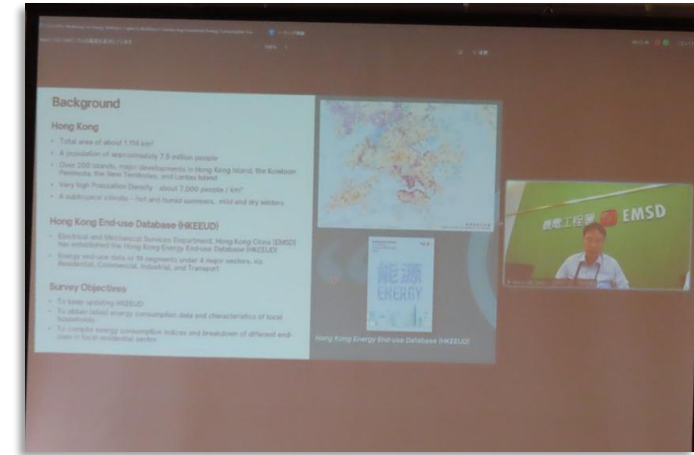 Background
Hong Kong
• Total area of about 1,114 km²
• A population of approximately 7.5 million people
• Over 200 islands, major developments in Hong Kong Island, the Kowloon
Peninsula, the New Territories, and Lantau Island
• Very high Population Density - about 7,000 people / km²
• A subtropical climate – hot and humid summers, mild and dry winters
Hong Kong End-use Database (HKEEUD)
• Electrical and Mechanical Services Department, Hong Kong China (EMSD)
has established the Hong Kong Energy End-use Database (HKEEUD)
• Energy end-use data of segments under 4 major sectors, viz
Residential, Commercial, Industrial, and Transport
Survey Objectives
• To keep updating HKEEUD
• To obtain latest energy consumption data and characteristics of local
households
• To compile energy consumption indices and breakdown of different end-
uses in local residential sector
能源
ENERGY
Hong Kong Energy End-use Database (HKEEUD)
機電工程署 EMSD